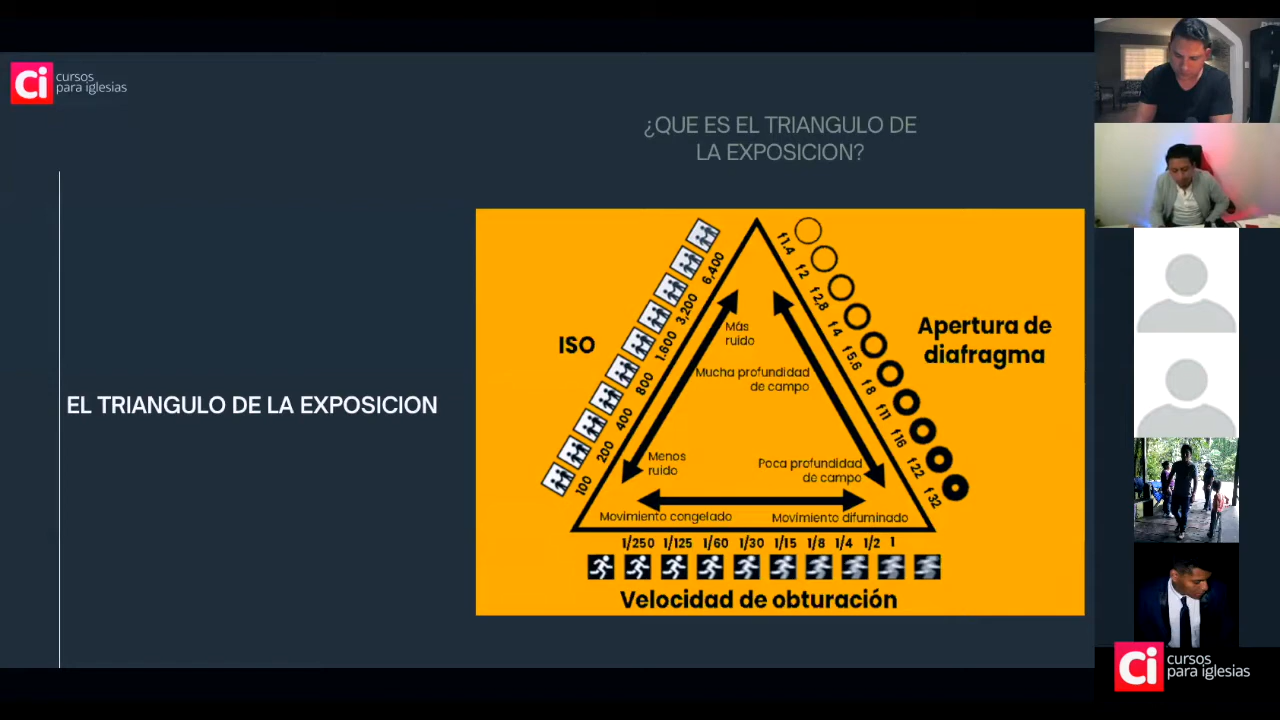 Ci cursos
para iglesias
¿QUE ES EL TRIANGULO DE
LA EXPOSICION?
EL TRIANGULO DE LA EXPOSICION
ISO
100
200
400
800
1.600
3,200
6,400
f1.4
f2
f2,8
f4
f5.6
f8
f11
f16
f22
f32
Apertura de
diafragma
Más
ruido
Mucha profundidad
de campo
Menos
ruido
Poca profundidad
de campo
Movimiento congelado
Movimiento difuminado
1/250 1/125 1/60 1/30 1/15 1/8 1/4 1/2 1
Velocidad de obturación
Ci cursos
para iglesias